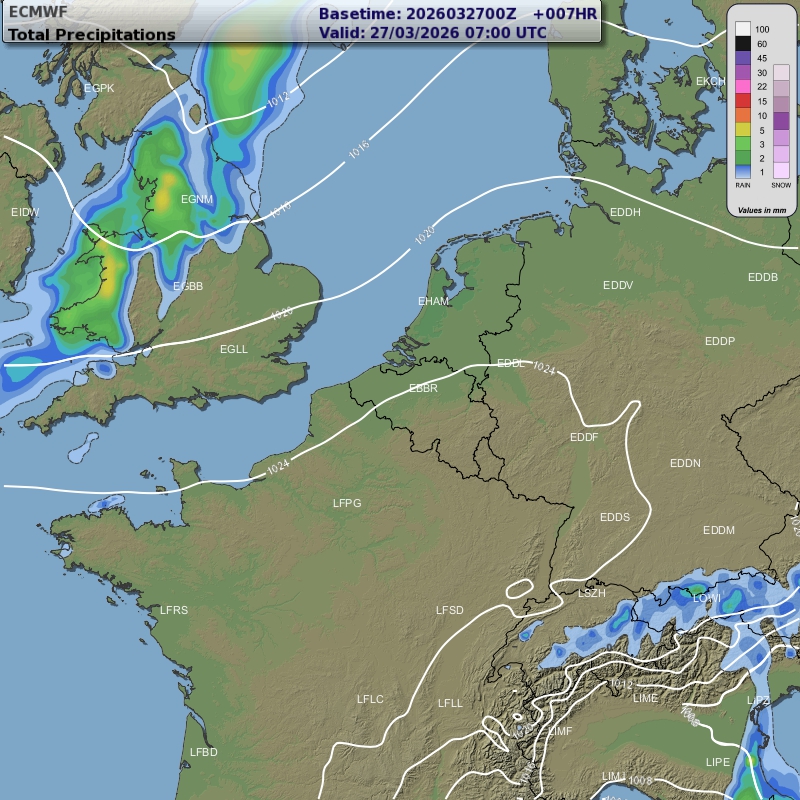 ECMWF
Total Precipitations
Basetime: 2026032700Z +007HR
Valid: 27/03/2026 07:00 UTC
100
60
45
30
22
15
10
5
3
2
1
RAIN SNOW
Values in mm
EGPK
EKCH
1012
1016
EIDW
EGNM
1016
EDDH
1020
EGBB
EHAM
EDDV
EDDB
1020
EGLL
EDDP
EDDL
1024
EBBR
EDDF
1024
EDDN
LFPG
EDDS
EDDM
LSZH
LOWI
LFRS
LFSD
1012
LIME
LFLC
LFLL
LIPZ
LIMF
LFBD
LIPE
LIMJ
1008